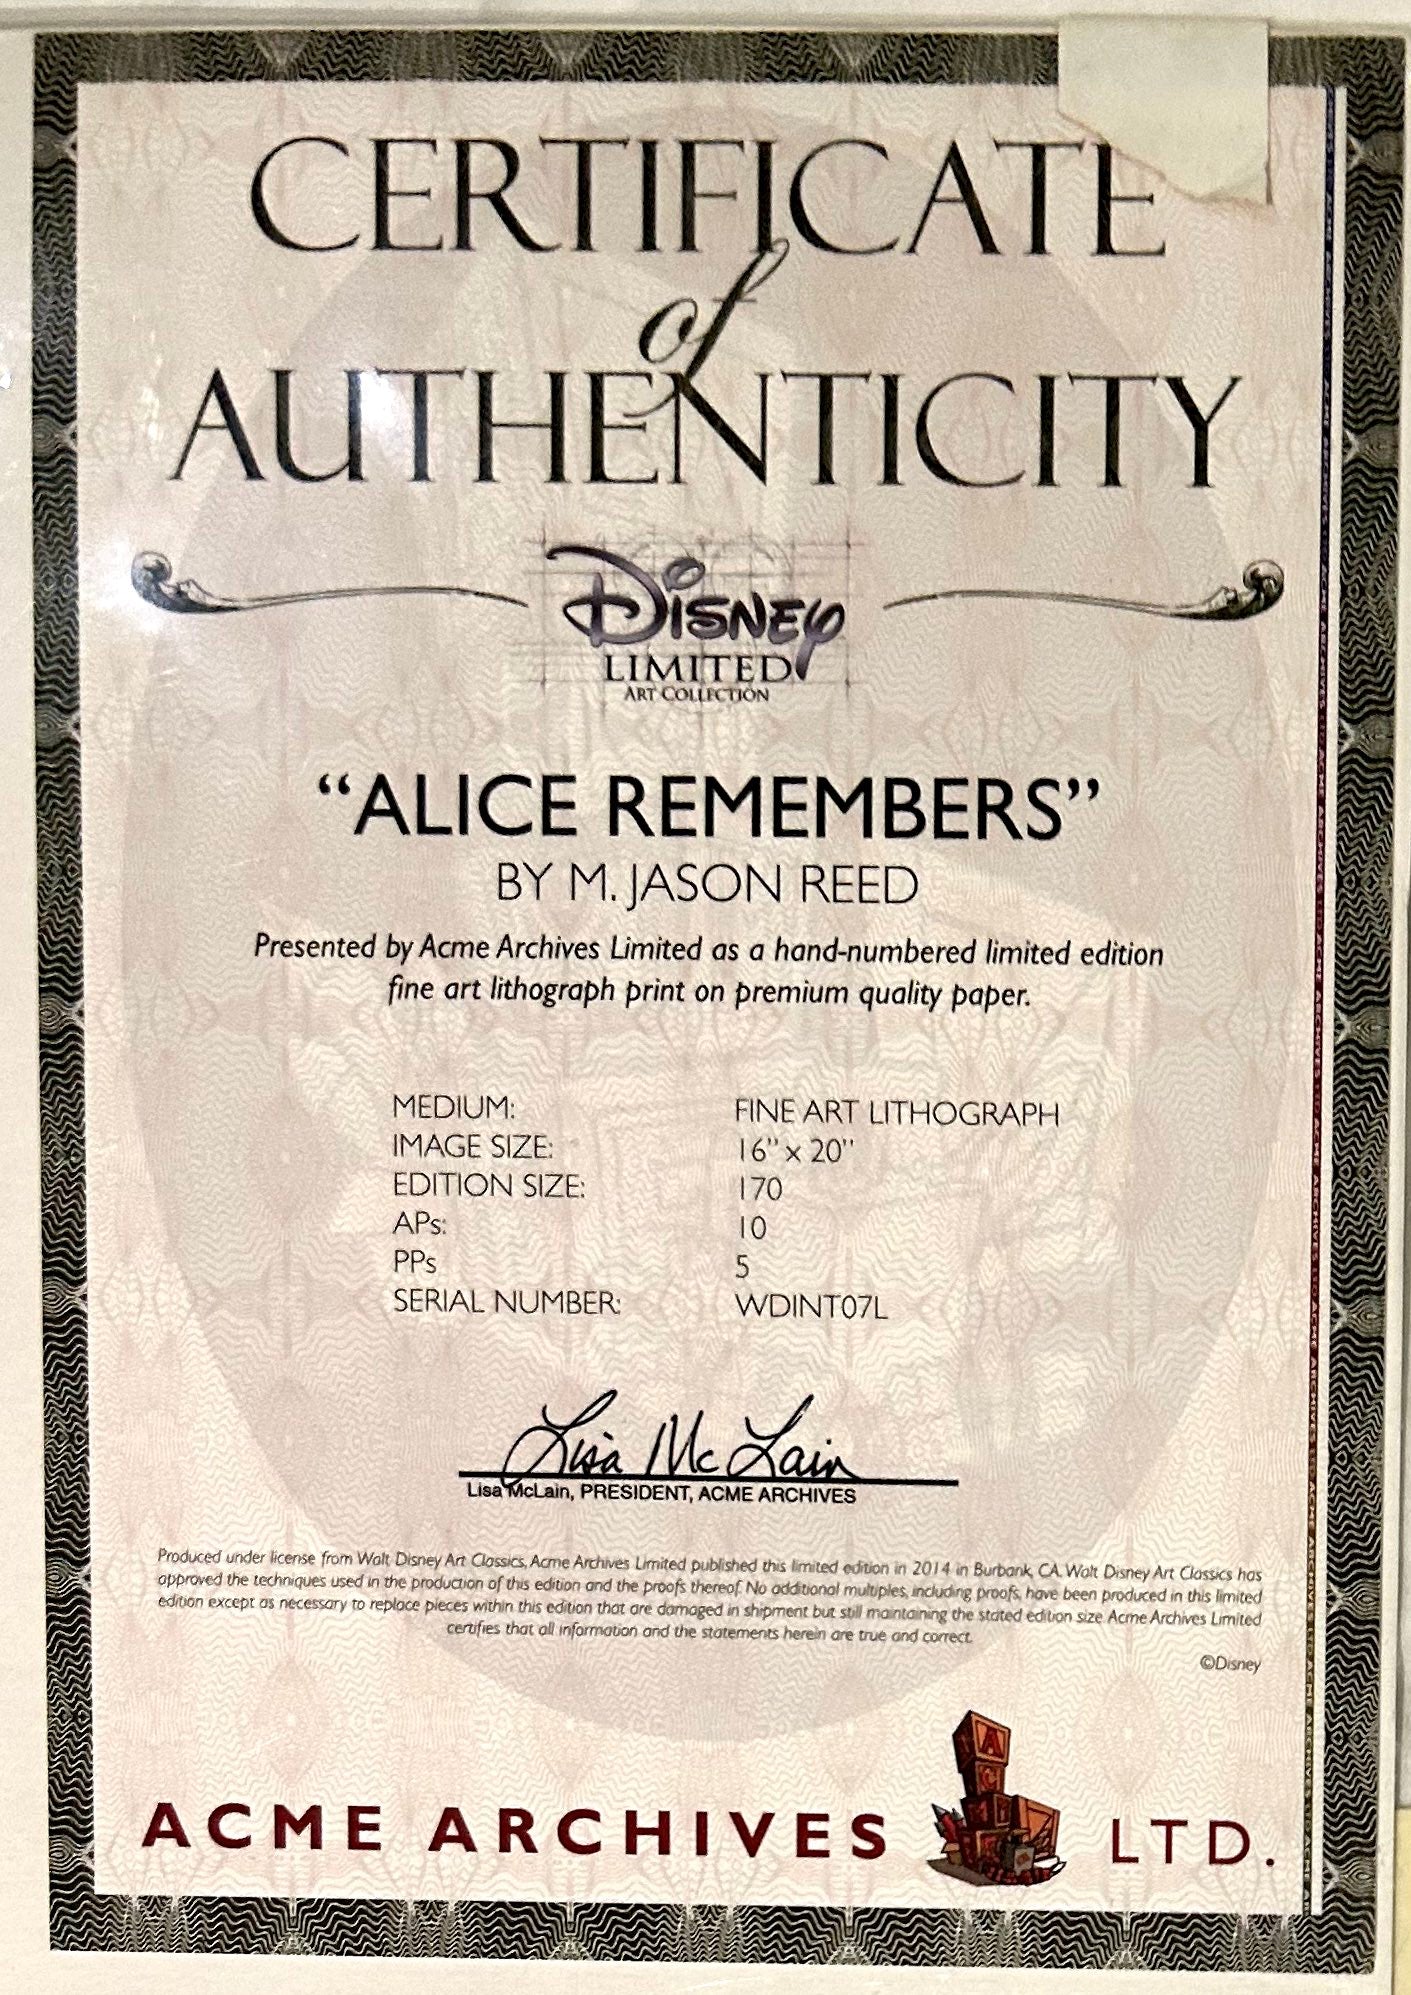 CERTIFICATE
of
AUTHENTICITY
DISNEY
LIMITED
ART COLLECTION
“ALICE REMEMBERS”
BY M. JASON REED
Presented by Acme Archives Limited as a hand-numbered limited edition
fine art lithograph print on premium quality paper.
MEDIUM: FINE ART LITHOGRAPH
IMAGE SIZE: 16" x 20"
EDITION SIZE: 170
APs: 10
PPs 5
SERIAL NUMBER: WDINT07L
Lisa McLain
Lisa McLain, PRESIDENT, ACME ARCHIVES
Produced under license from Walt Disney Art Classics, Acme Archives Limited published this limited edition in 2014 in Burbank, CA. Walt Disney Art Classics has
approved the techniques used in the production of this edition and the proofs thereof. No additional multiples, including proofs, have been produced in this limited
edition except as necessary to replace pieces within this edition that are damaged in shipment but still maintaining the stated edition size. Acme Archives Limited
certifies that all information and the statements herein are true and correct.
©Disney
ACME ARCHIVES LTD.